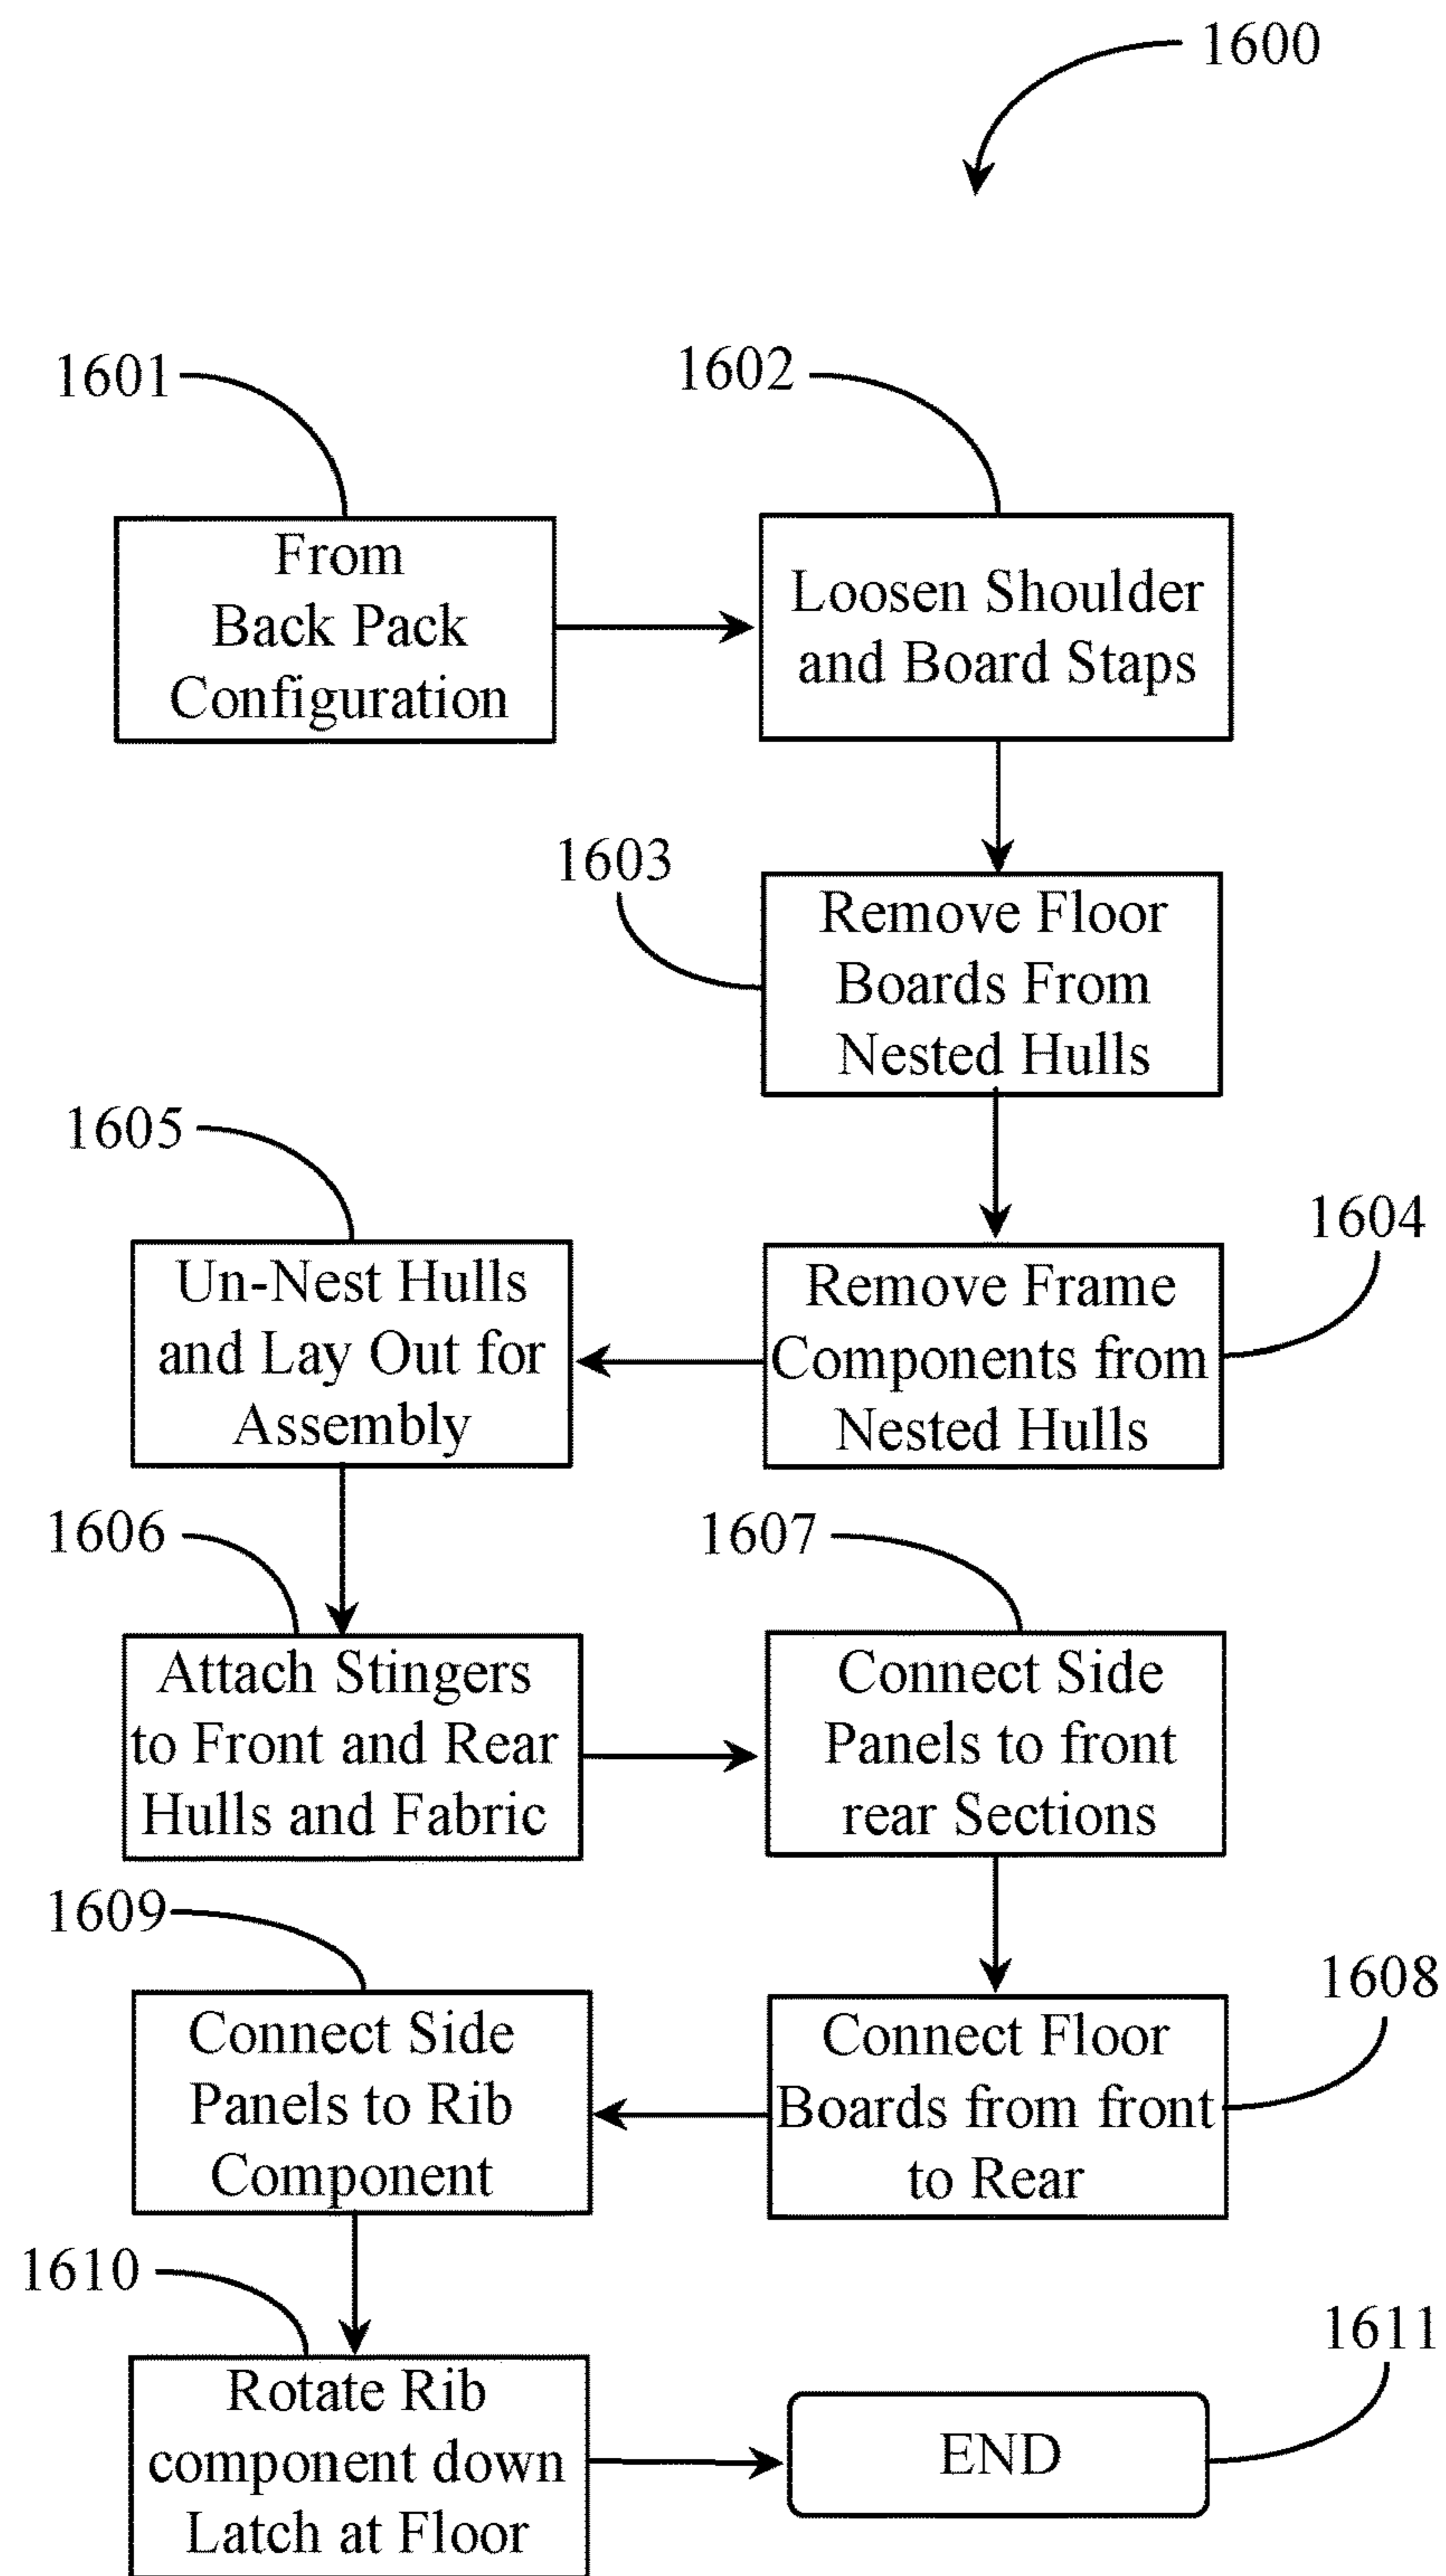 1600
1601
From
Back Pack
Configuration
1602
Loosen Shoulder
and Board Staps
1603
Remove Floor
Boards From
Nested Hulls
1604
Remove Frame
Components from
Nested Hulls
1605
Un-Nest Hulls
and Lay Out for
Assembly
1606
Attach Stingers
to Front and Rear
Hulls and Fabric
1607
Connect Side
Panels to front
rear Sections
1608
Connect Floor
Boards from front
to Rear
1609
Connect Side
Panels to Rib
Component
1610
Rotate Rib
component down
Latch at Floor
1611
END